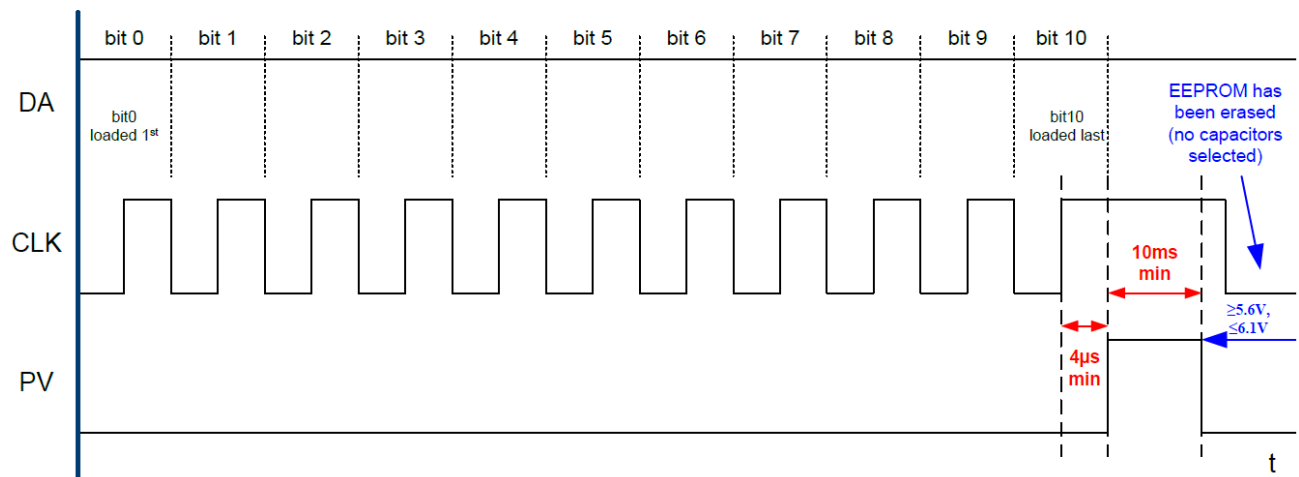 bit 0 bit 1 bit 2 bit 3 bit 4 bit 5 bit 6 bit 7 bit 8 bit 9 bit 10
DA
bit0
loaded 1st
bit10
loaded last
EEPROM has
been erased
(no capacitors
selected)
CLK
10ms
min
≥5.6V,
≤6.1V
4µs
min
PV
t